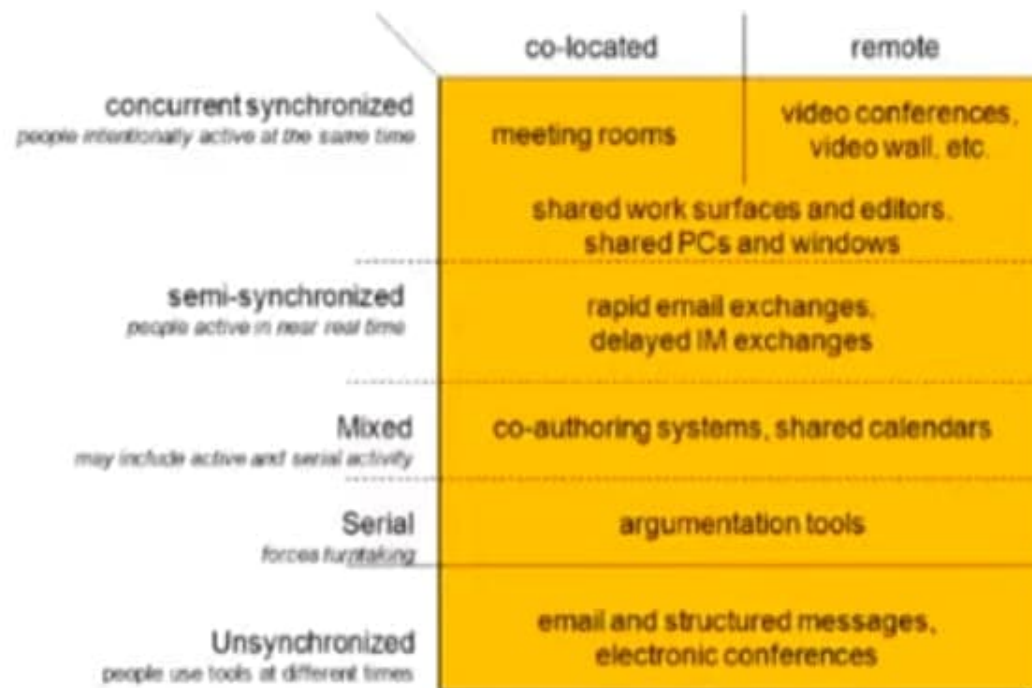 co-located remote
concurrent synchronized
people intentionally active at the same time
meeting rooms
video conferences,
video wall, etc.
shared work surfaces and editors,
shared PCs and windows
semi-synchronized
people active in near real time
rapid email exchanges,
delayed IM exchanges
Mixed
may include active and serial activity
co-authoring systems, shared calendars
Serial
forces turntaking
argumentation tools
Unsynchronized
people use tools at different times
email and structured messages,
electronic conferences